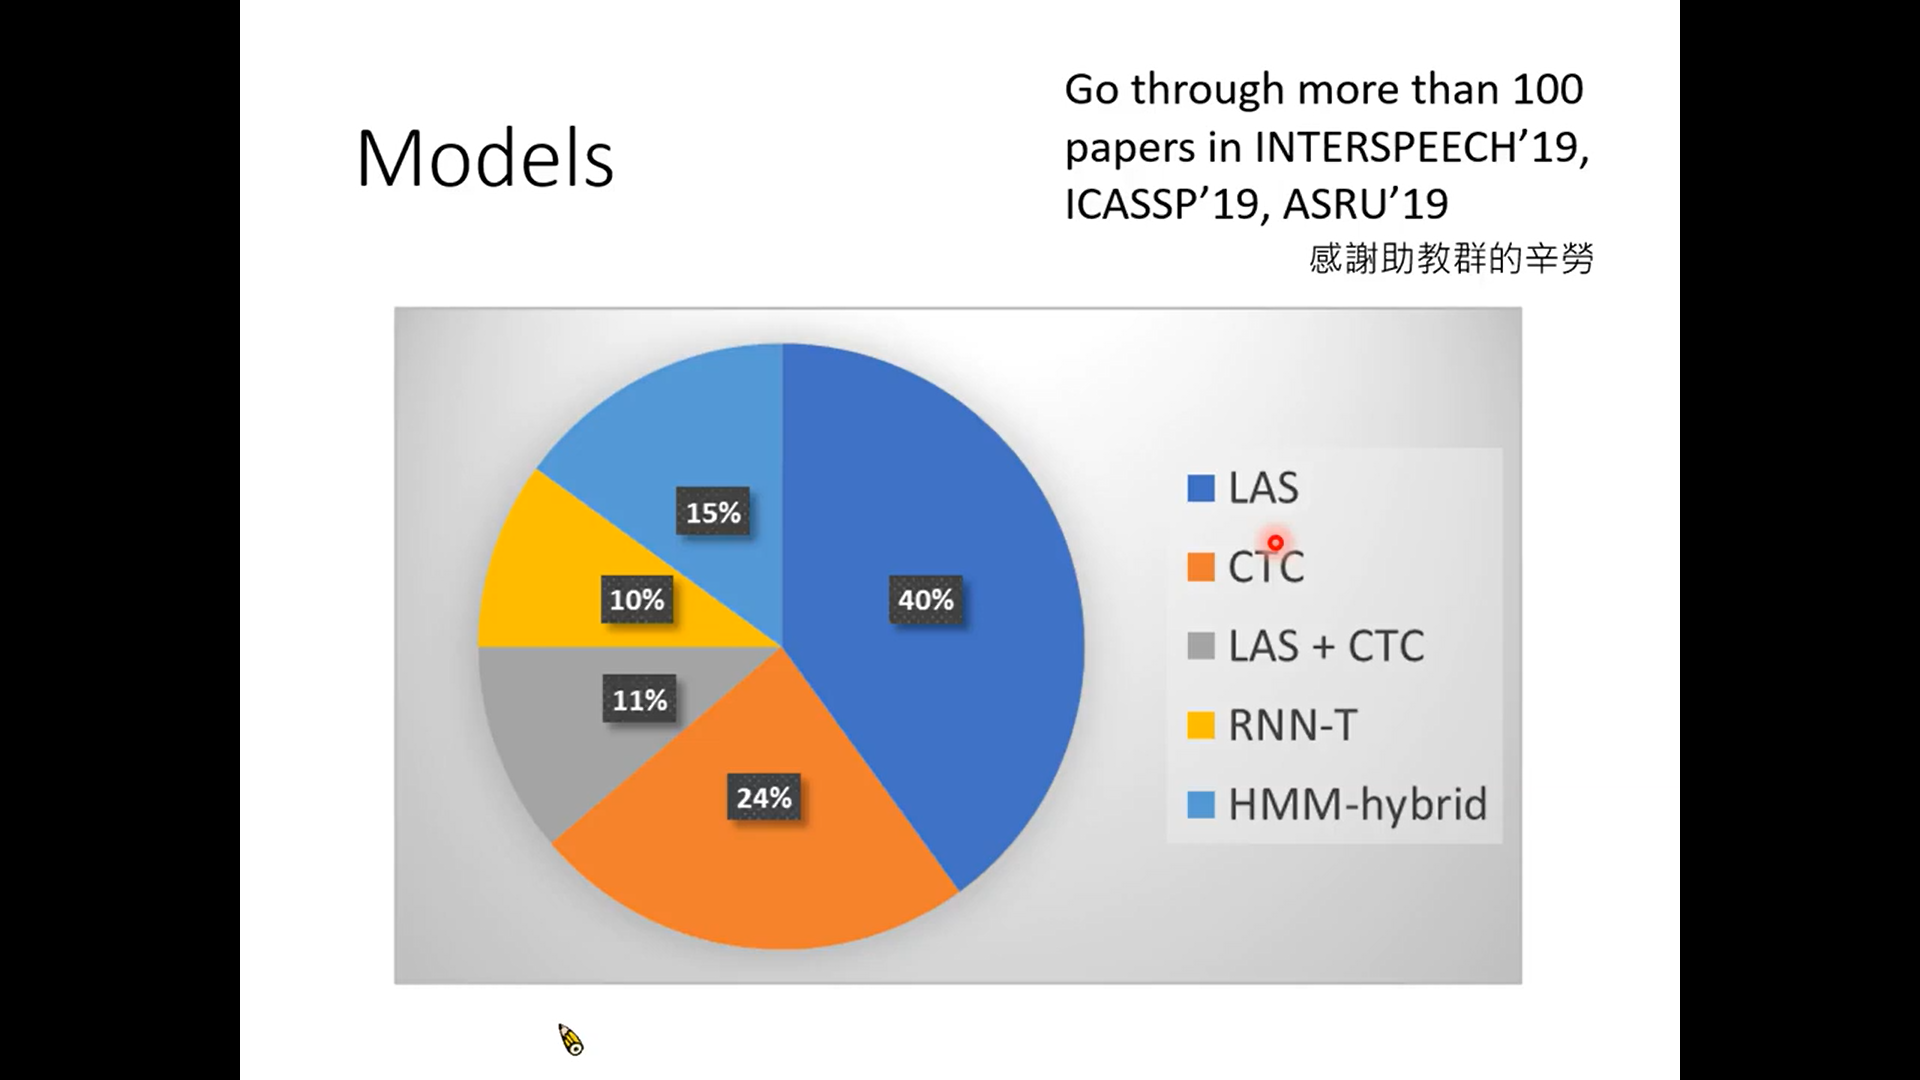 Models
Go through more than 100
papers in INTERSPEECH’19,
ICASSP’19, ASRU’19
感謝助教群的辛勞
15%
10%
40%
11%
24%
LAS
CTC
LAS + CTC
RNN-T
HMM-hybrid